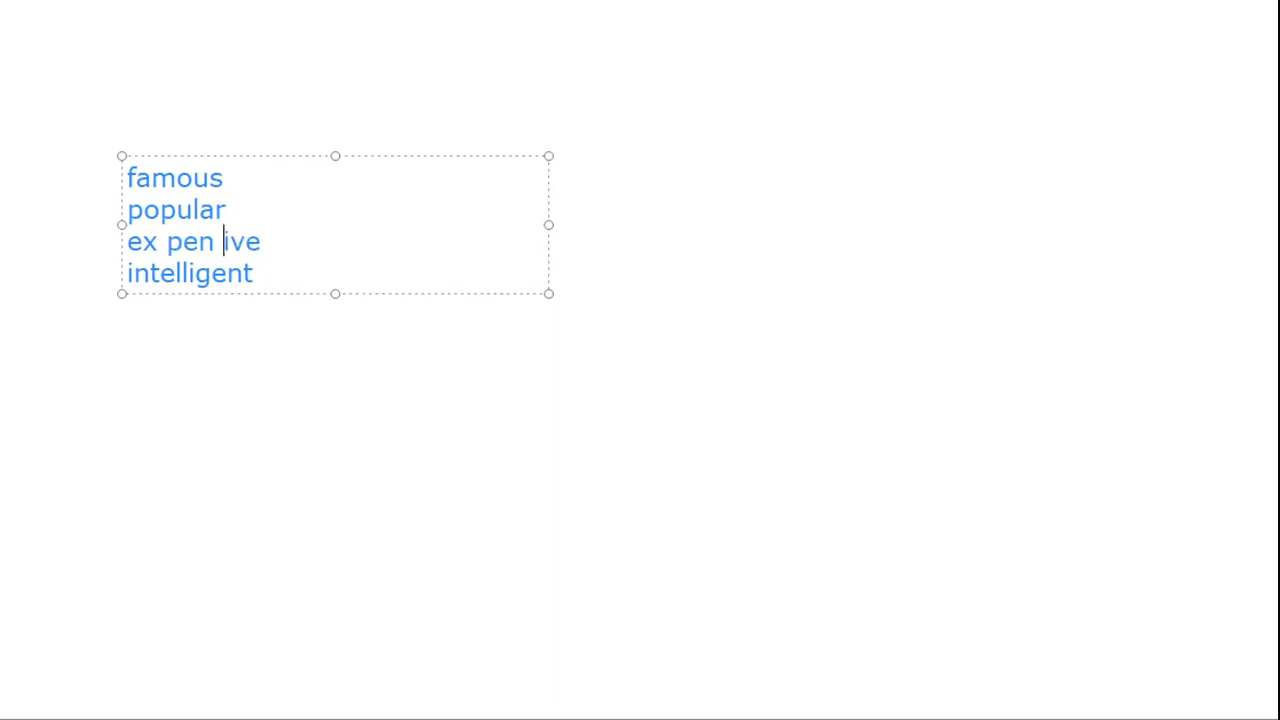 famous
popular
ex pen ive
intelligent